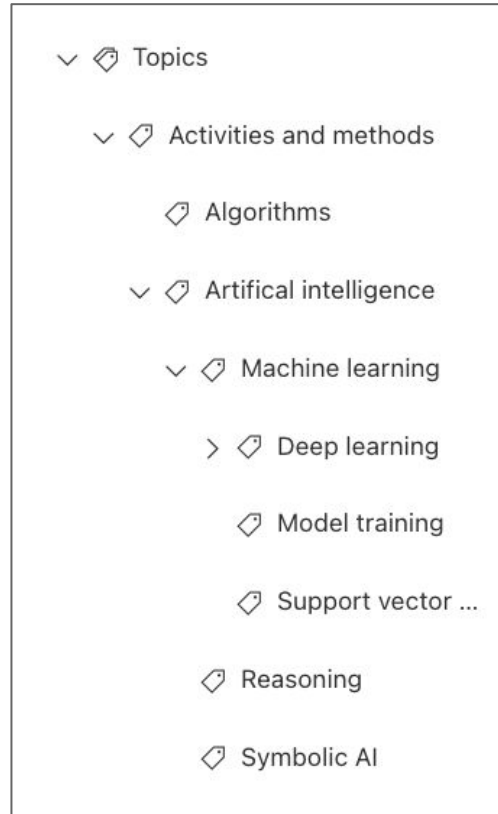 Topics
Activities and methods
Algorithms
Artifical intelligence
Machine learning
Deep learning
Model training
Support vector ...
Reasoning
Symbolic AI